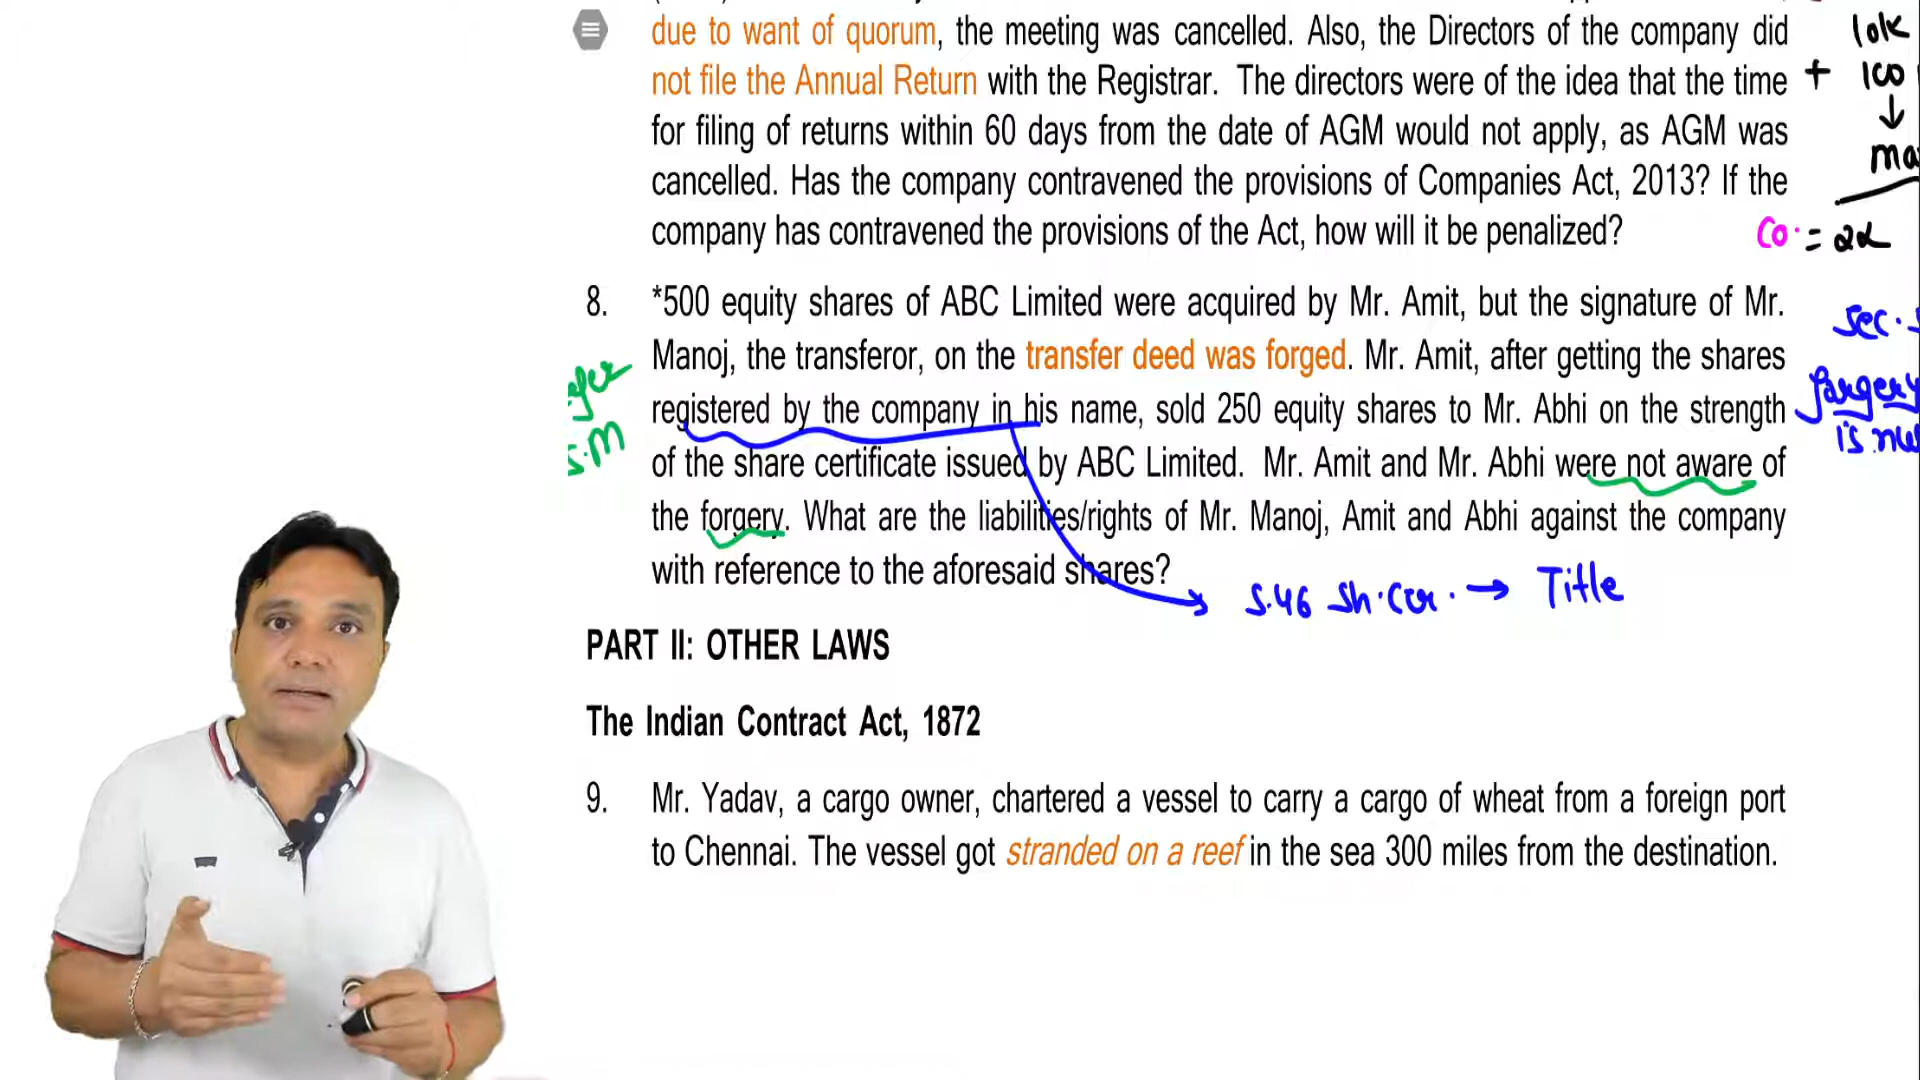 due to want of quorum, the meeting was cancelled. Also, the Directors of the company did
not file the Annual Return with the Registrar. The directors were of the idea that the time
for filing of returns within 60 days from the date of AGM would not apply, as AGM was
cancelled. Has the company contravened the provisions of Companies Act, 2013? If the
company has contravened the provisions of the Act, how will it be penalized?
10K
+ 100
↓
ma
Co. = 2L
8. *500 equity shares of ABC Limited were acquired by Mr. Amit, but the signature of Mr.
Manoj, the transferor, on the transfer deed was forged. Mr. Amit, after getting the shares
registered by the company in his name, sold 250 equity shares to Mr. Abhi on the strength
of the share certificate issued by ABC Limited. Mr. Amit and Mr. Abhi were not aware of
the forgery. What are the liabilities/rights of Mr. Manoj, Amit and Abhi against the company
with reference to the aforesaid shares?
S.M
Sec.
forgery
is nu
S.46 Sh.Cer. → Title
PART II: OTHER LAWS
The Indian Contract Act, 1872
9. Mr. Yadav, a cargo owner, chartered a vessel to carry a cargo of wheat from a foreign port
to Chennai. The vessel got stranded on a reef in the sea 300 miles from the destination.